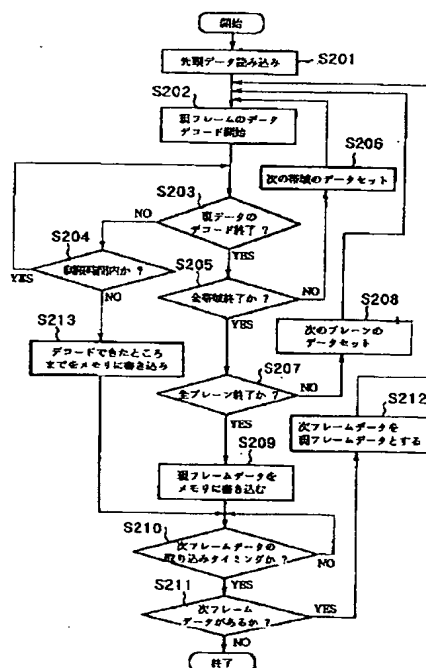 開始
S201
先頭データ読み込み
S202
現フレームのデータ
デコード開始
S206
次の帯域のデータセット
S203
現データの
デコード終了?
NO
YES
S204
制限時間内か?
YES
NO
S205
全帯域終了か?
NO
YES
S208
次のプレーンの
データセット
S213
デコードできたところ
までをメモリに書き込み
S207
全プレーン終了か?
NO
YES
S212
次フレームデータを
現フレームデータとする
S209
現フレームデータを
メモリに書き込む
S210
次フレームデータの
取り込みタイミングか?
NO
YES
S211
次フレーム
データがあるか?
YES
NO
終了